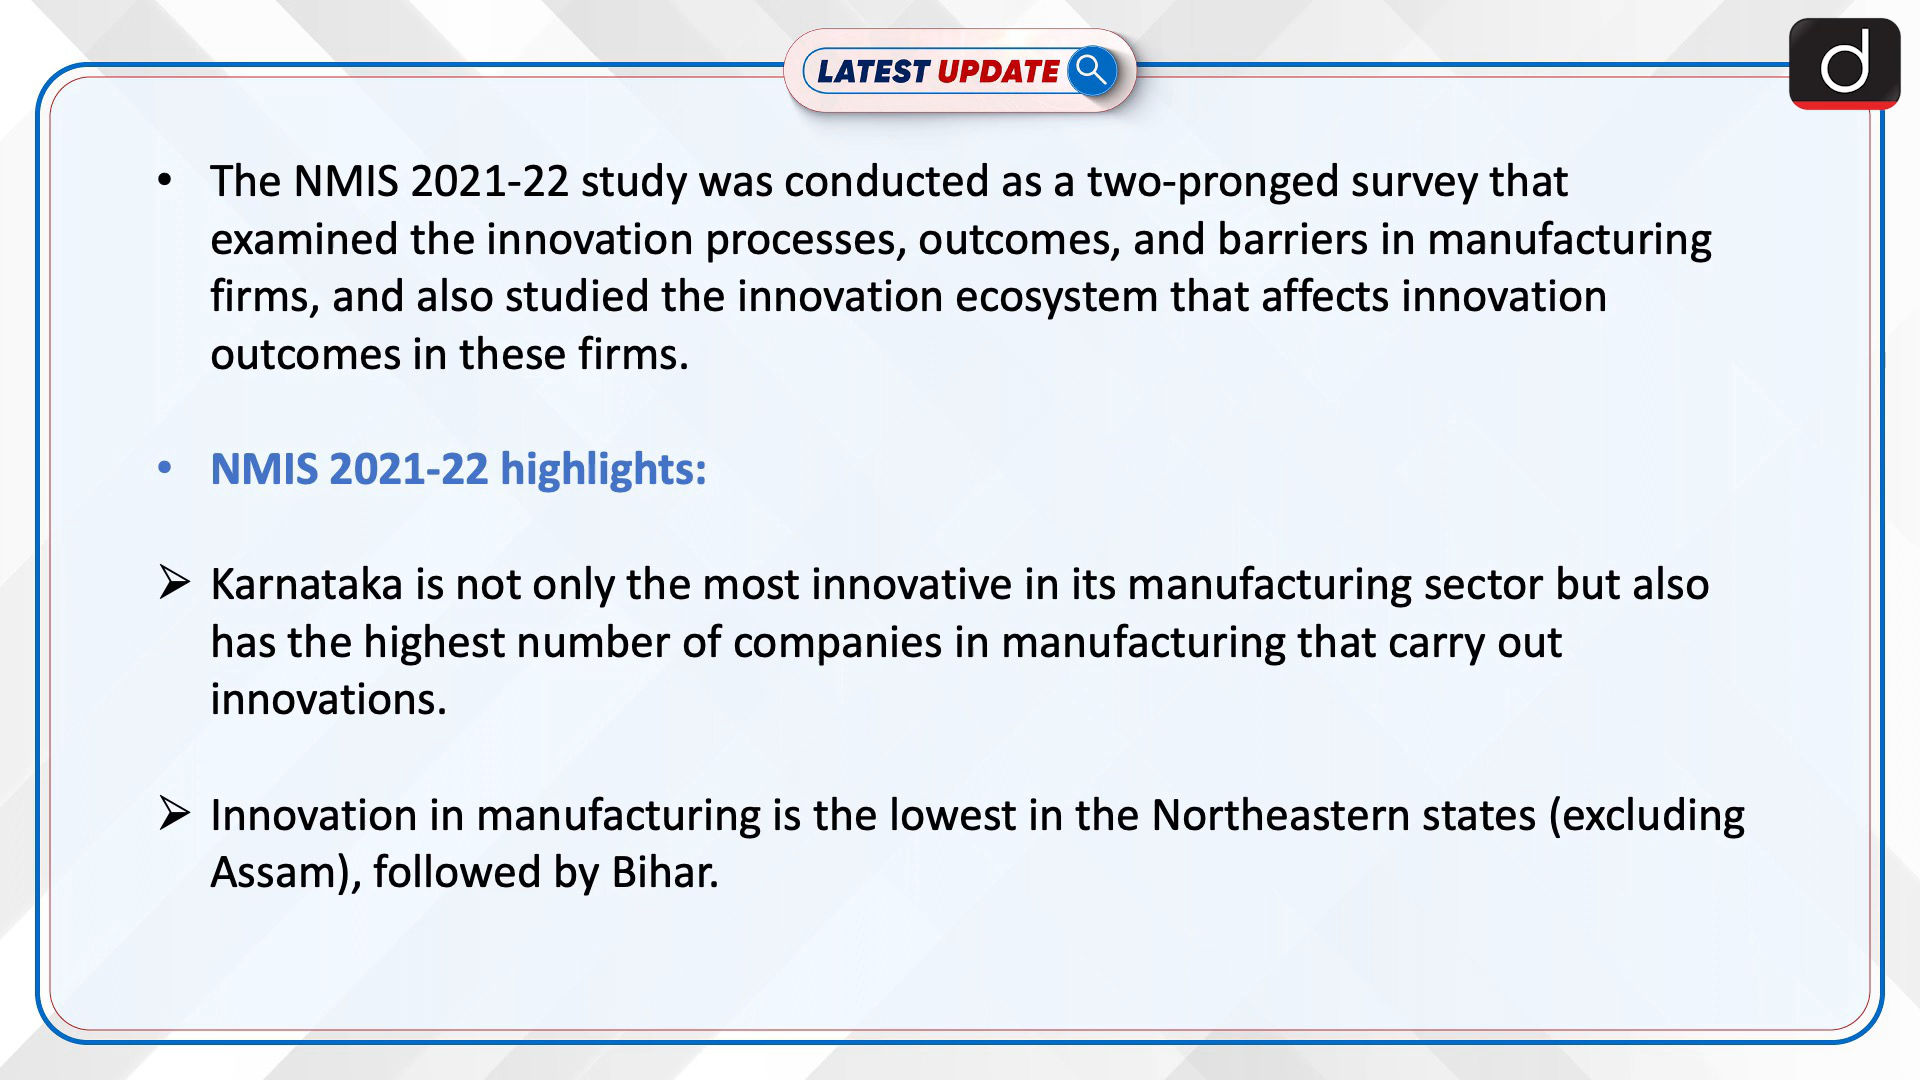 LATEST UPDATE
d
• The NMIS 2021-22 study was conducted as a two-pronged survey that
examined the innovation processes, outcomes, and barriers in manufacturing
firms, and also studied the innovation ecosystem that affects innovation
outcomes in these firms.
• NMIS 2021-22 highlights:
➢ Karnataka is not only the most innovative in its manufacturing sector but also
has the highest number of companies in manufacturing that carry out
innovations.
➢ Innovation in manufacturing is the lowest in the Northeastern states (excluding
Assam), followed by Bihar.